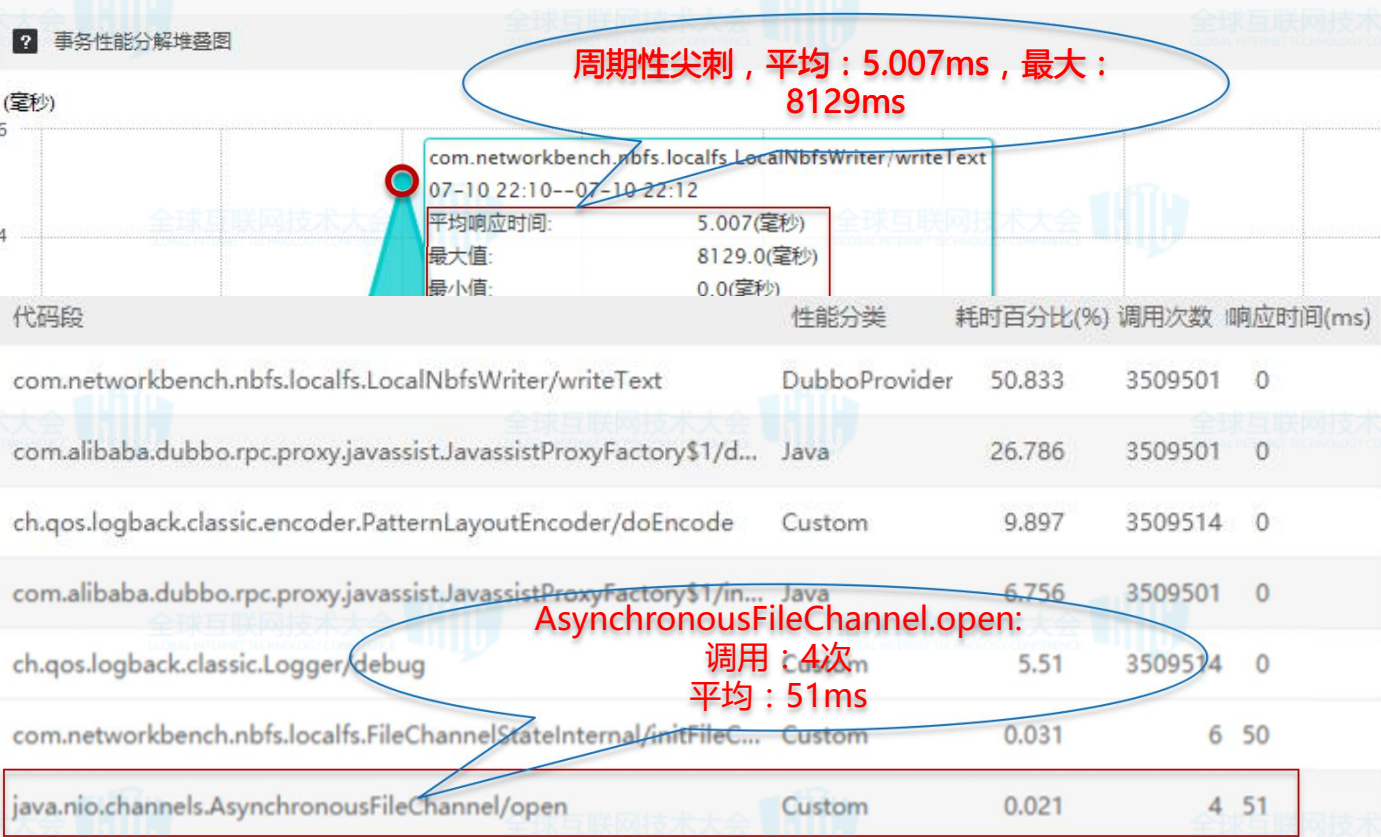 ? 事务性能分解堆叠图
周期性尖刺，平均：5.007ms，最大：
8129ms
(毫秒)
6
com.networkbench.nbfs.localfs.LocalNbfsWriter/writeText
07-10 22:10--07-10 22:12
平均响应时间: 5.007(毫秒)
4
最大值: 8129.0(毫秒)
最小值: 0.0(毫秒)
代码段 性能分类 耗时百分比(%) 调用次数 响应时间(ms)
com.networkbench.nbfs.localfs.LocalNbfsWriter/writeText DubboProvider 50.833 3509501 0
com.alibaba.dubbo.rpc.proxy.javassist.JavassistProxyFactory$1/d... Java 26.786 3509501 0
ch.qos.logback.classic.encoder.PatternLayoutEncoder/doEncode Custom 9.897 3509514 0
com.alibaba.dubbo.rpc.proxy.javassist.JavassistProxyFactory$1/in... Java 6.756 3509501 0
AsynchronousFileChannel.open:
调用：4次
平均：51ms
ch.qos.logback.classic.Logger/debug Custom 5.51 3509514 0
com.networkbench.nbfs.localfs.FileChannelStateInternal/initFileC... Custom 0.031 6 50
java.nio.channels.AsynchronousFileChannel/open Custom 0.021 4 51
全球互联网技术大会
GLOBAL INTERNET TECHNOLOGY CONFERENCE